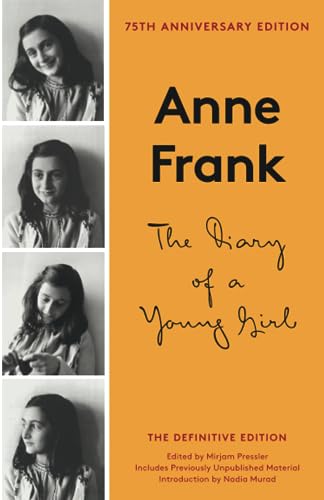 75TH ANNIVERSARY EDITION
Anne
Frank
The Diary
of a
Young Girl
THE DEFINITIVE EDITION
Edited by Mirjam Pressler
Includes Previously Unpublished Material
Introduction by Nadia Murad